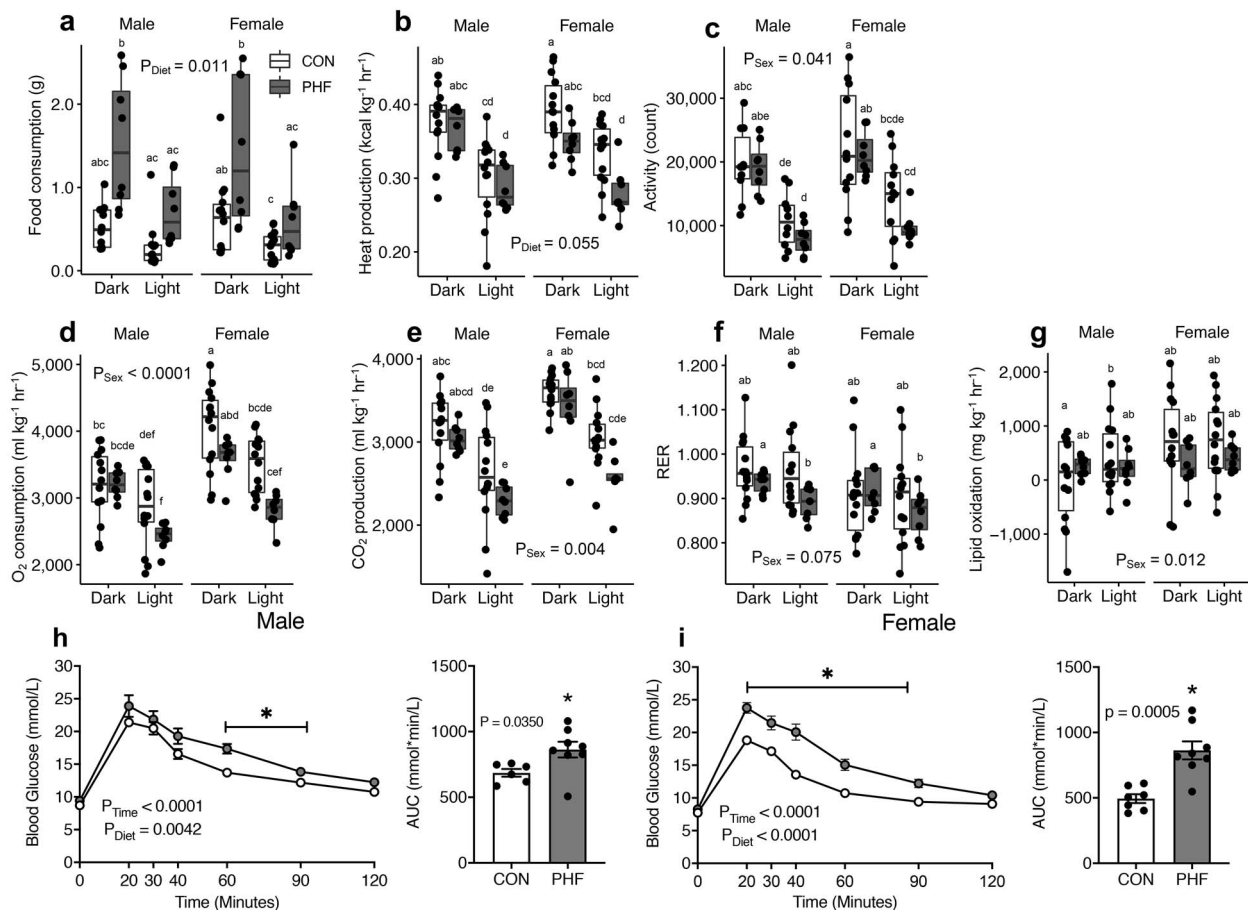 a
Male
Female
P Diet = 0.011
CON
PHF
Food consumption (g)
2.0
1.0
0.0
b
abc
ac
ac
b
ab
c
ac
Dark Light
Dark Light
b
Male
Female
Heat production (kcal kg⁻¹ hr⁻¹)
0.40
0.30
0.20
ab
abc
cd
d
a
abc
bcd
d
P Diet = 0.055
Dark Light
Dark Light
c
Male
Female
P Sex = 0.041
Activity (count)
30,000
20,000
10,000
abc
abe
de
d
a
ab
bcde
cd
Dark Light
Dark Light
d
Male
Female
P Sex < 0.0001
O₂ consumption (ml kg⁻¹ hr⁻¹)
5,000
4,000
3,000
2,000
bc
bcde
def
f
a
abd
bcde
cef
Dark Light
Dark Light
e
Male
Female
CO₂ production (ml kg⁻¹ hr⁻¹)
4,000
3,000
2,000
abc
abcd
de
e
a
ab
bcd
cde
P Sex = 0.004
Dark Light
Dark Light
f
Male
Female
RER
1.200
1.100
1.000
0.900
0.800
ab
a
ab
b
ab
a
ab
b
P Sex = 0.075
Dark Light
Dark Light
g
Male
Female
Lipid oxidation (mg kg⁻¹ hr⁻¹)
2,000
1,000
0
−1,000
a
ab
b
ab
ab
ab
ab
ab
P Sex = 0.012
Dark Light
Dark Light
h
Male
Blood Glucose (mmol/L)
30
25
20
15
10
5
0
*
P Time < 0.0001
P Diet = 0.0042
0 20 30 40 60 90 120
Time (Minutes)
AUC (mmol*min/L)
1500
1000
500
0
*
P = 0.0350
CON PHF
i
Female
Blood Glucose (mmol/L)
30
25
20
15
10
5
0
*
P Time < 0.0001
P Diet < 0.0001
0 20 30 40 60 90 120
Time (Minutes)
AUC (mmol*min/L)
1500
1000
500
0
*
p = 0.0005
CON PHF